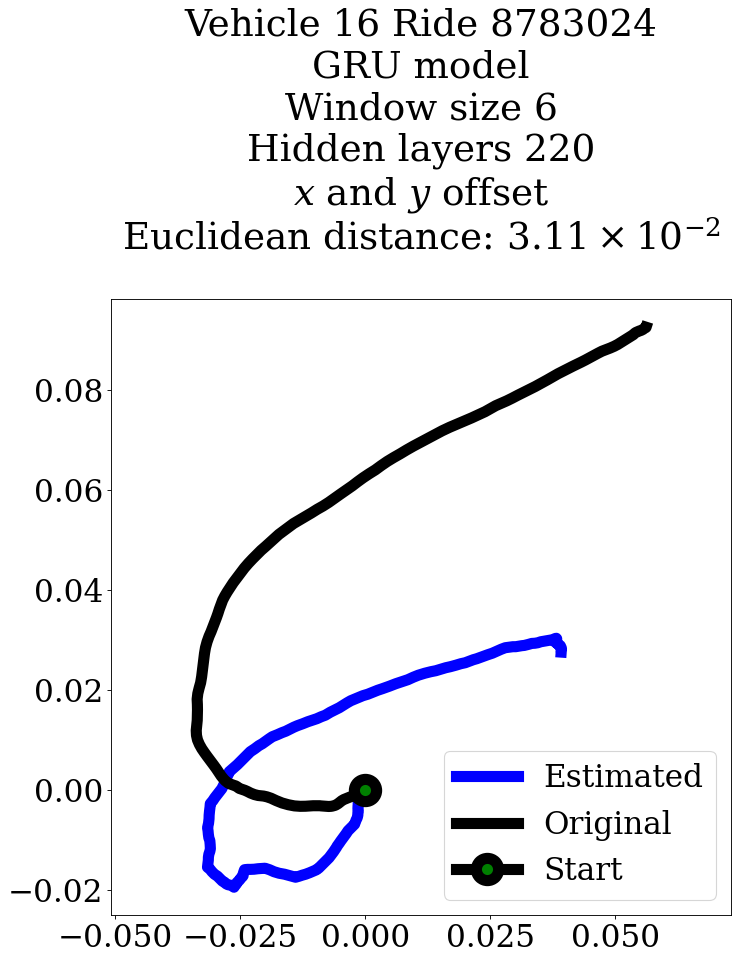 Vehicle 16 Ride 8783024
GRU model
Window size 6
Hidden layers 220
x and y offset
Euclidean distance: 3.11 × 10⁻²
0.08
0.06
0.04
0.02
0.00
−0.02
−0.050 −0.025 0.000 0.025 0.050
Estimated
Original
Start